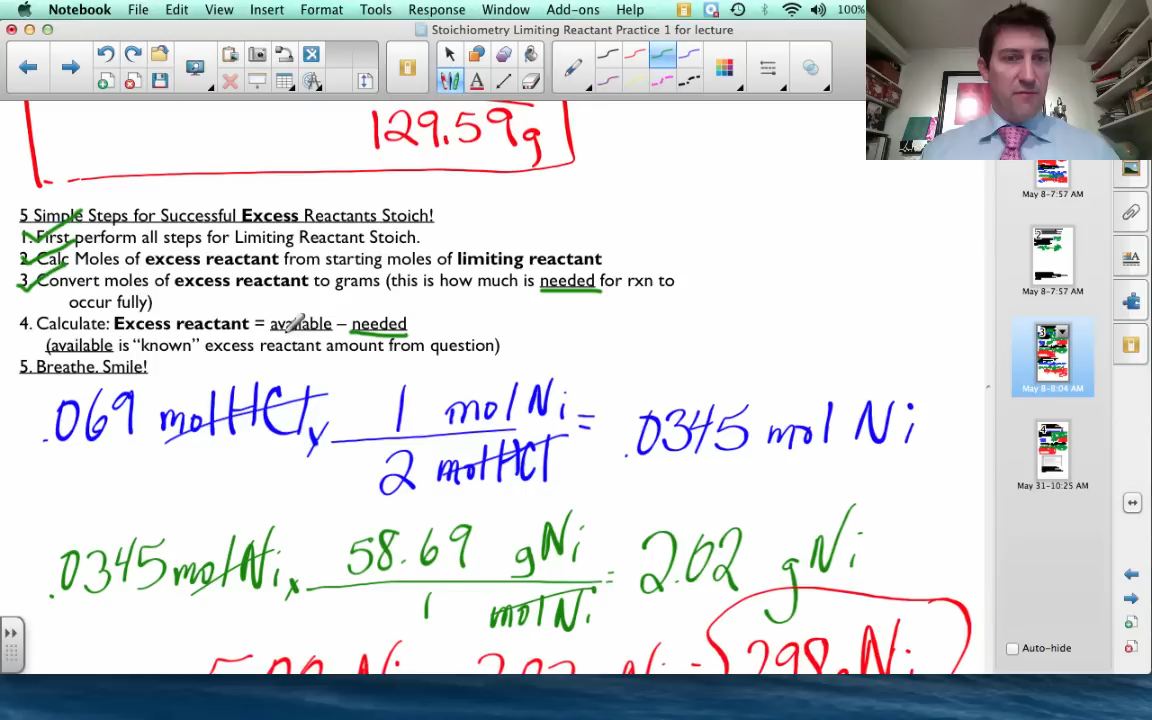 Notebook File Edit View Insert Format Tools Response Window Add-ons Help 100%
Stoichiometry Limiting Reactant Practice 1 for lecture
129.59g
May 8-7:57 AM
5 Simple Steps for Successful Excess Reactants Stoich!
1. First perform all steps for Limiting Reactant Stoich.
2. Calc Moles of excess reactant from starting moles of limiting reactant
3. Convert moles of excess reactant to grams (this is how much is needed for rxn to
occur fully)
4. Calculate: Excess reactant = available – needed
(available is “known” excess reactant amount from question)
5. Breathe. Smile!
May 8-7:57 AM
May 8-8:04 AM
May 31-10:25 AM
.069 mol HCl x 1 mol Ni = .0345 mol Ni
2 mol HCl
.0345 mol Ni x 58.69 g Ni = 2.02 g Ni
1 mol Ni
Auto-hide